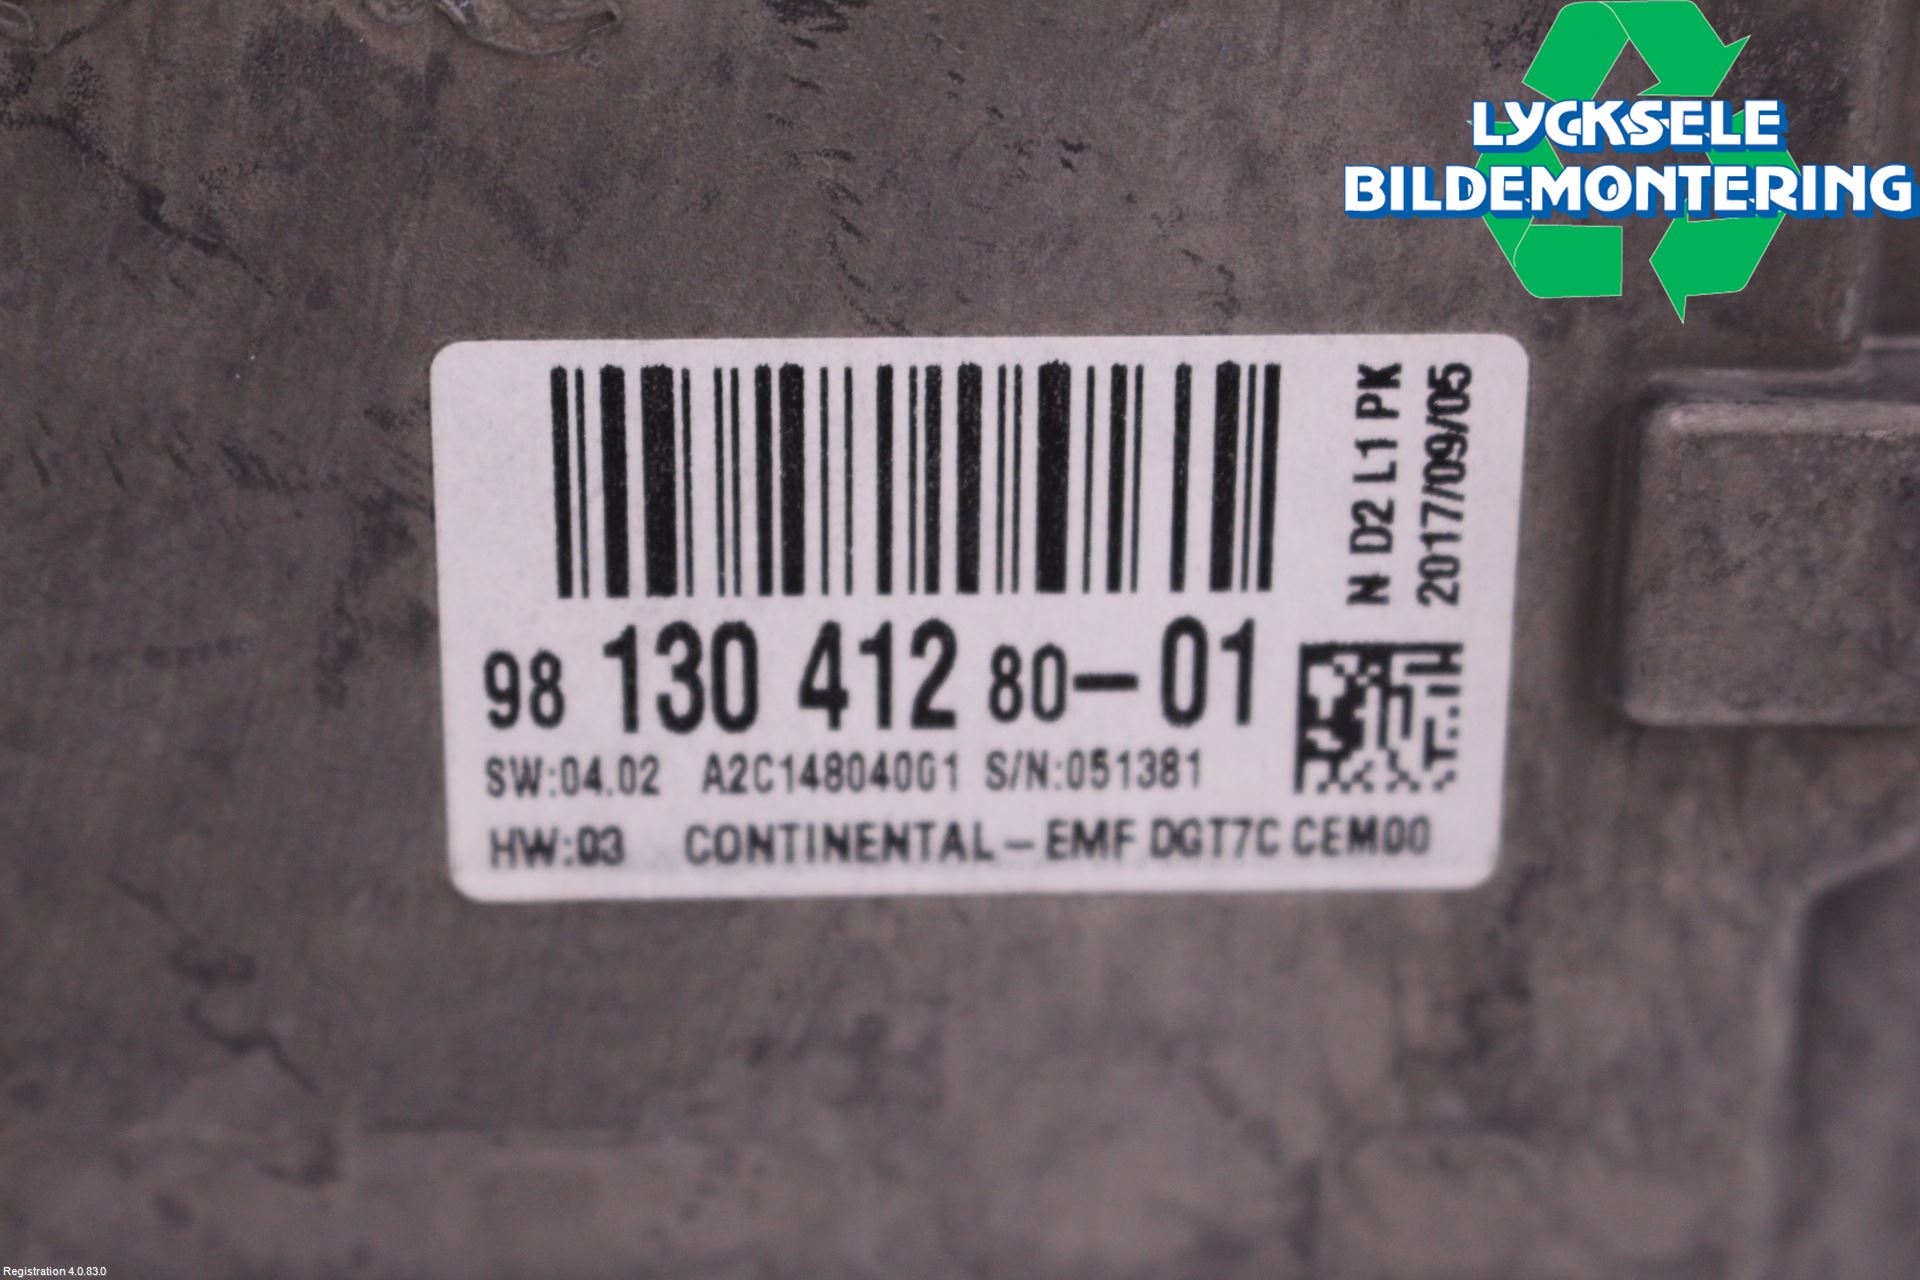 LYCKSELE
BILDEMONTERING
N D2 L1 PK
2017/09/05
98 130 412 80-01
SW:04.02 A2C14804001 S/N:051381
HW:03 CONTINENTAL-EMF DGT7C CEM00
Registration 4.0.83.0